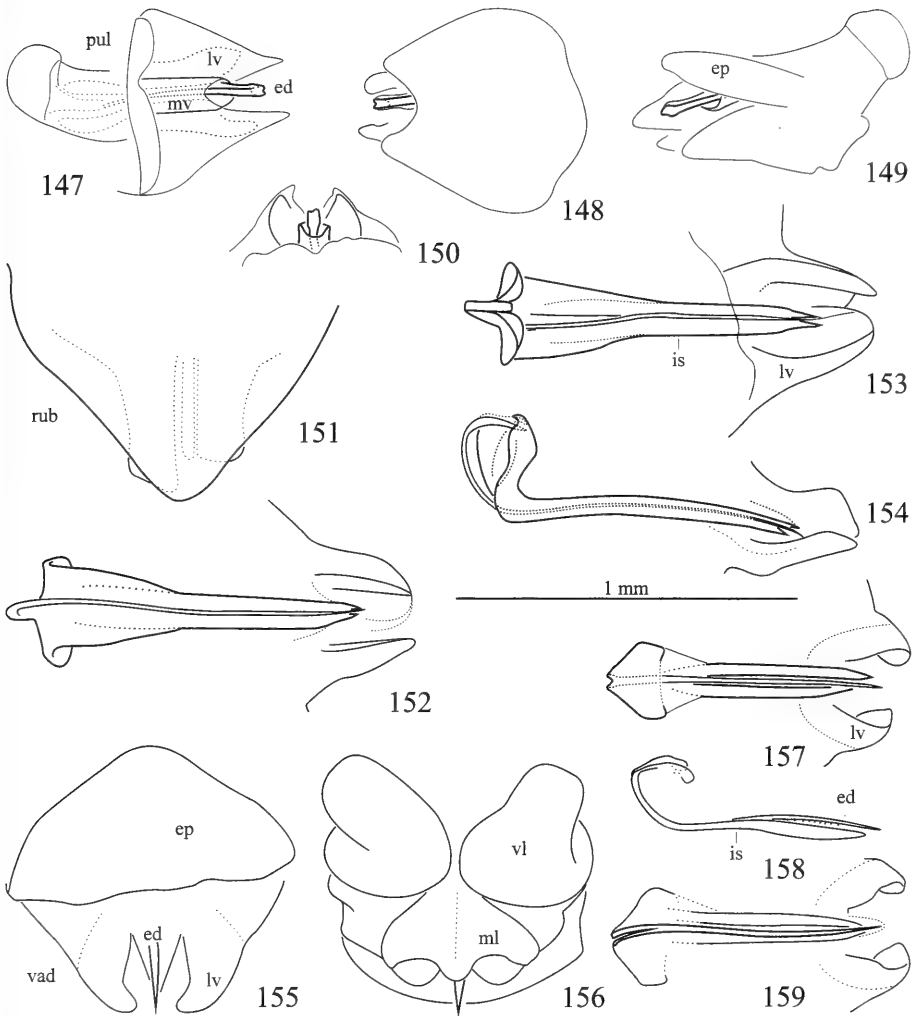 pul
lv
ed
mv
147
148
ep
149
150
rub
151
is
lv
153
154
1 mm
152
lv
157
ed
is
158
ep
ed
vad
lv
155
vl
ml
156
159